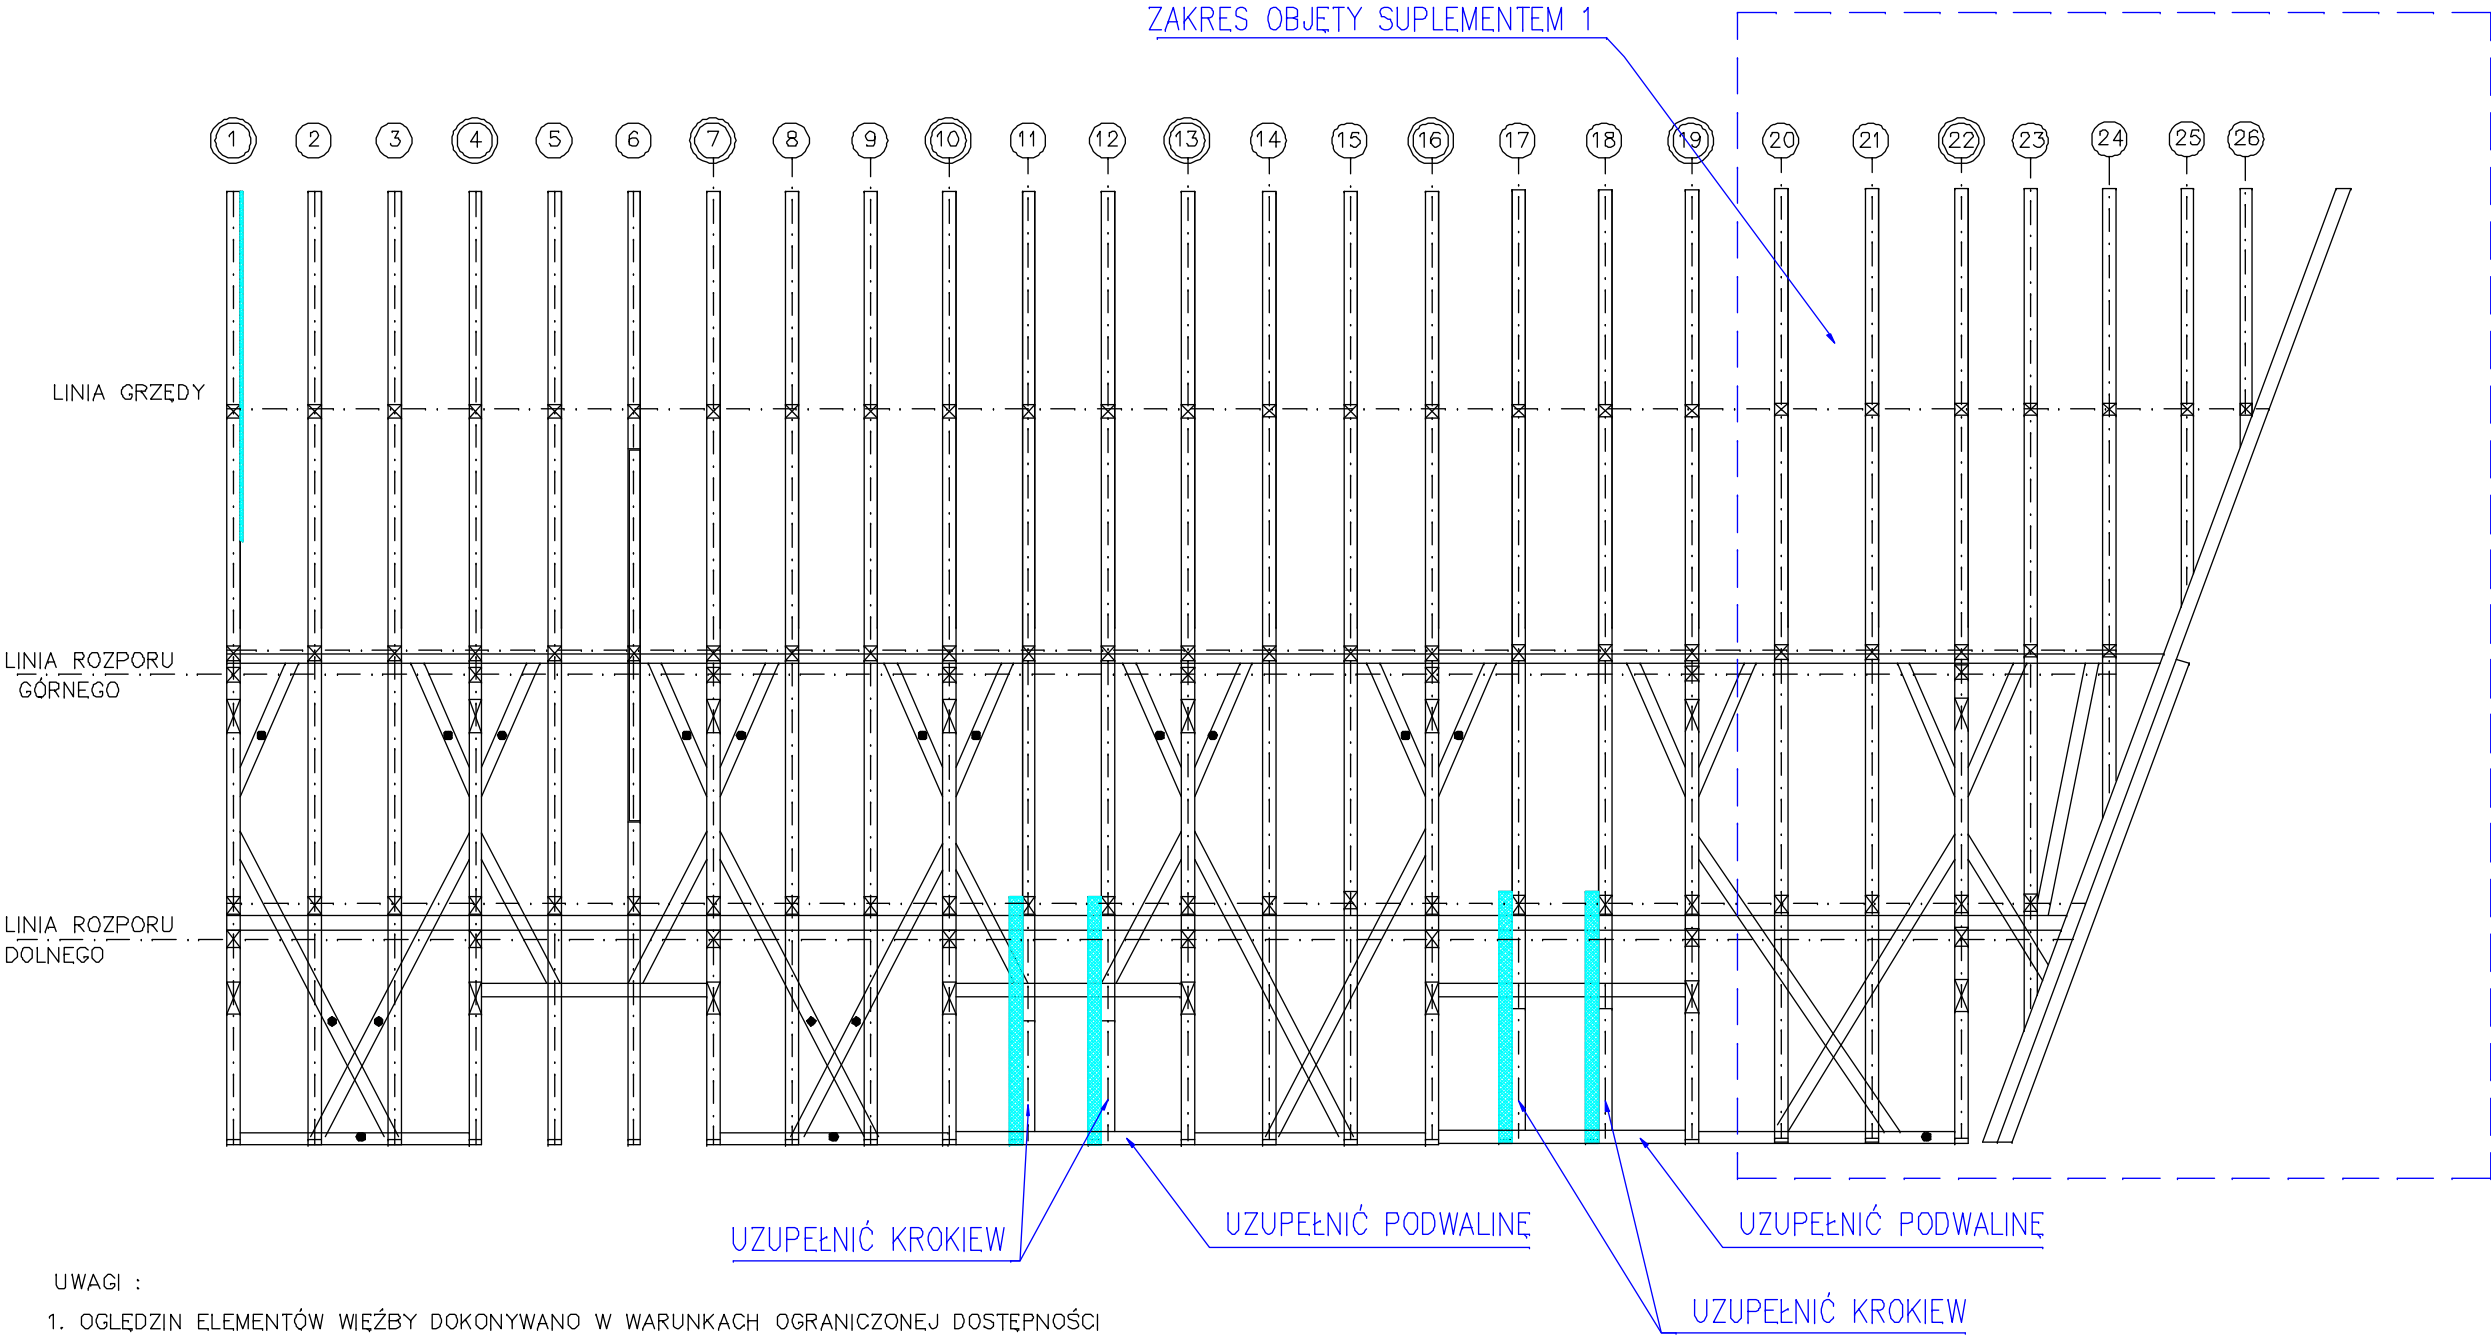 ZAKRES OBJĘTY SUPLEMENTEM 1
1 2 3 4 5 6 7 8 9 10 11 12 13 14 15 16 17 18 19 20 21 22 23 24 25 26
LINIA GRZĘDY
LINIA ROZPORU
GÓRNEGO
LINIA ROZPORU
DOLNEGO
UZUPEŁNIĆ KROKIEW
UZUPEŁNIĆ PODWALINĘ
UZUPEŁNIĆ PODWALINĘ
UZUPEŁNIĆ KROKIEW
UWAGI :
1. OGLĘDZIN ELEMENTÓW WIĘŹBY DOKONYWANO W WARUNKACH OGRANICZONEJ DOSTĘPNOŚCI